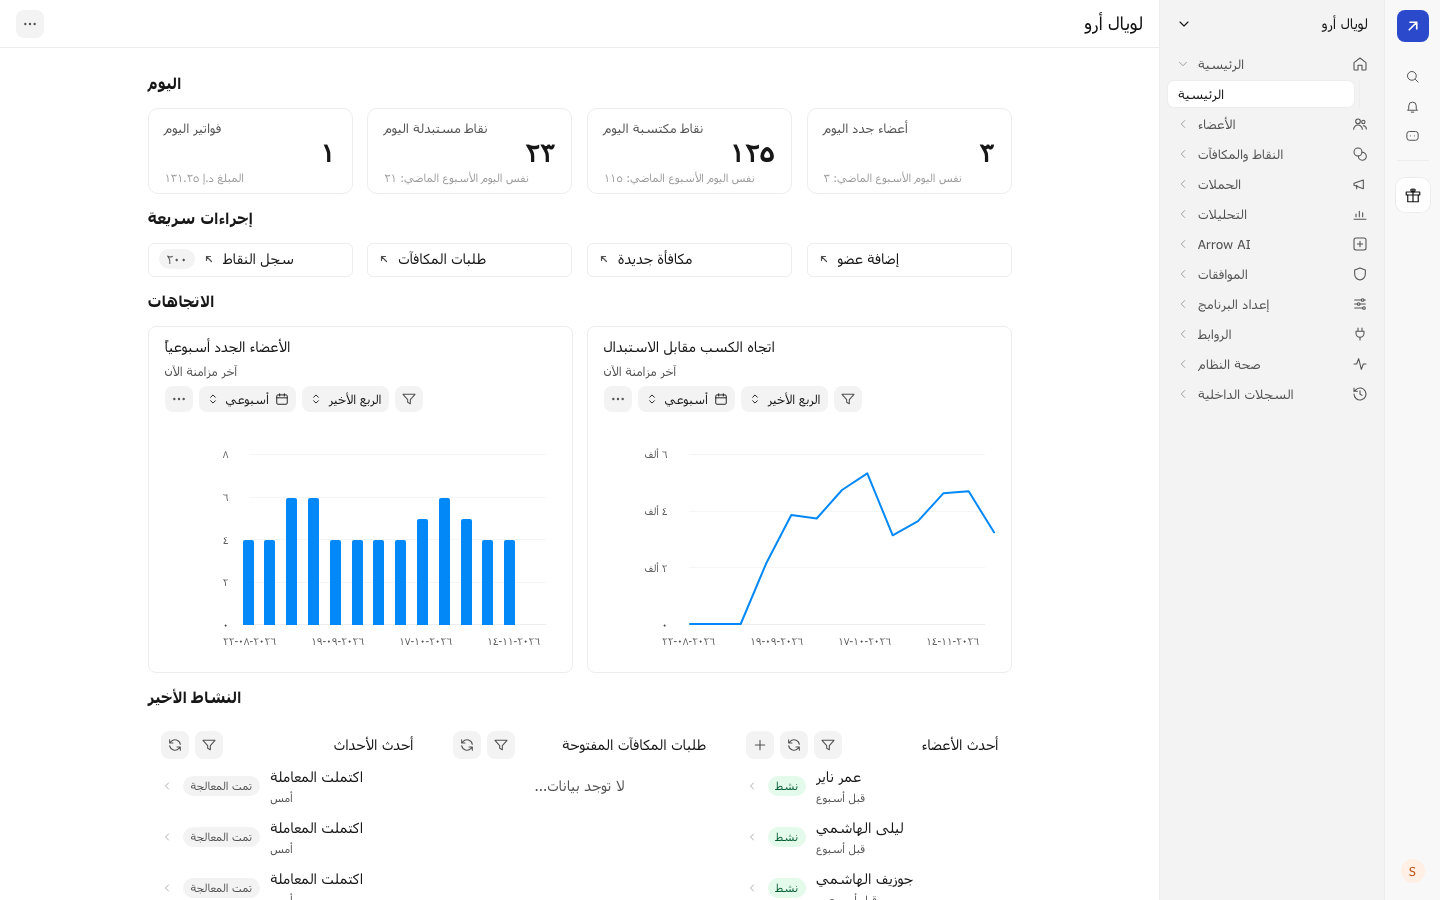 لويال أرو
الرئيسية
الرئيسية
الأعضاء
النقاط والمكافآت
الحملات
التحليلات
Arrow AI
الموافقات
إعداد البرنامج
الروابط
صحة النظام
السجلات الداخلية
S
لويال أرو
اليوم
أعضاء جدد اليوم
٣
نفس اليوم الأسبوع الماضي: ٣
نقاط مكتسبة اليوم
١٢٥
نفس اليوم الأسبوع الماضي: ١١٥
نقاط مستبدلة اليوم
٢٣
نفس اليوم الأسبوع الماضي: ٢١
فواتير اليوم
١
المبلغ د.إ ١٣١.٢٥
إجراءات سريعة
إضافة عضو
مكافأة جديدة
طلبات المكافآت
سجل النقاط ٢٠٠
الاتجاهات
اتجاه الكسب مقابل الاستبدال
آخر مزامنة الآن
الربع الأخير
أسبوعي
٦ ألف
٤ ألف
٢ ألف
٠
٢٠٢٦-٠٨-٢٢
٢٠٢٦-٠٩-١٩
٢٠٢٦-١٠-١٧
٢٠٢٦-١١-١٤
الأعضاء الجدد أسبوعياً
آخر مزامنة الآن
الربع الأخير
أسبوعي
٨
٦
٤
٢
٠
٢٠٢٦-٠٨-٢٢
٢٠٢٦-٠٩-١٩
٢٠٢٦-١٠-١٧
٢٠٢٦-١١-١٤
النشاط الأخير
أحدث الأعضاء
عمر ناير
قبل أسبوع
نشط
ليلى الهاشمي
قبل أسبوع
نشط
جوزيف الهاشمي
نشط
طلبات المكافآت المفتوحة
لا توجد بيانات...
أحدث الأحداث
اكتملت المعاملة
أمس
تمت المعالجة
اكتملت المعاملة
أمس
تمت المعالجة
اكتملت المعاملة
تمت المعالجة